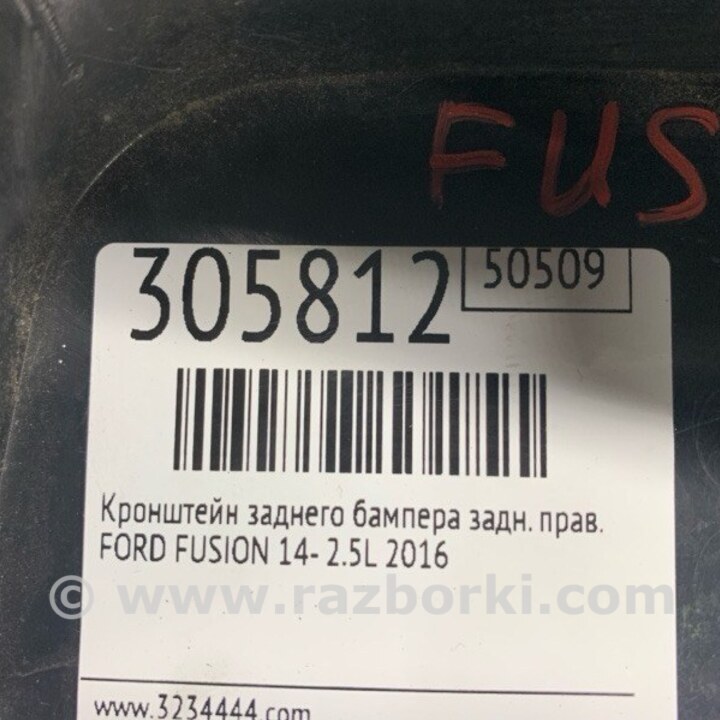 FUS
305812
50509
Кронштейн заднего бампера задн. прав.
FORD FUSION 14- 2.5L 2016
© www.razborki.com
www.3234444.com